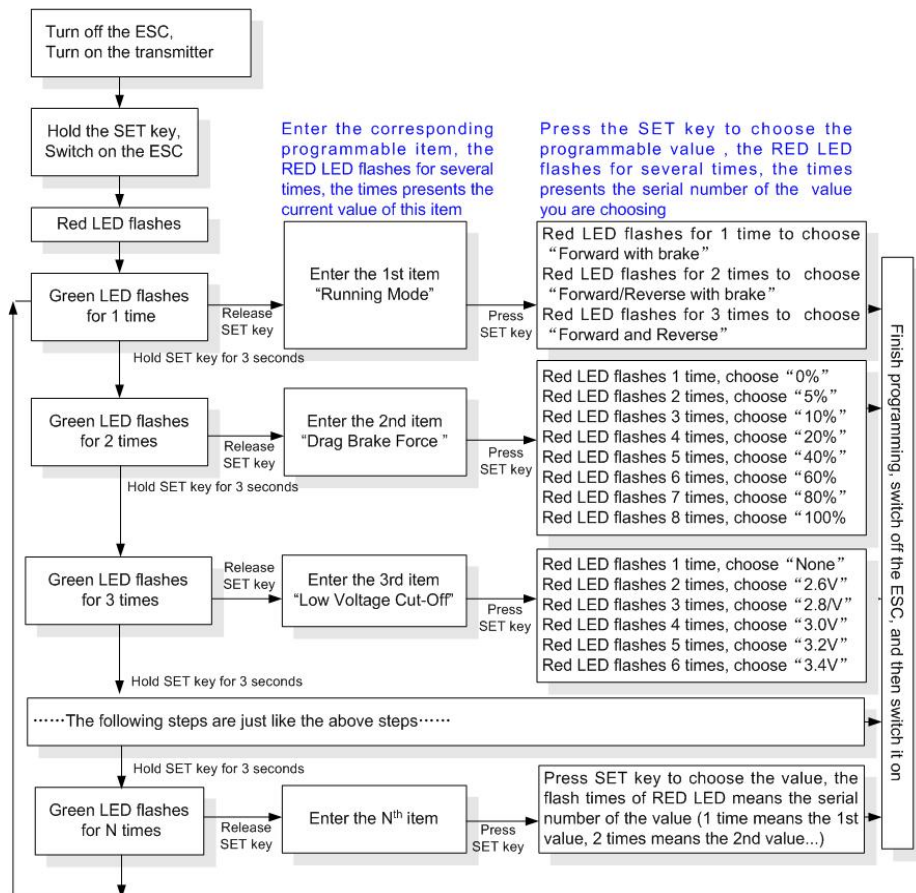 Turn off the ESC,
Turn on the transmitter
Hold the SET key,
Switch on the ESC
Enter the corresponding
programmable item, the
RED LED flashes for several
times, the times presents the
current value of this item
Press the SET key to choose the
programmable value , the RED LED
flashes for several times, the times
presents the serial number of the value
you are choosing
Red LED flashes
Green LED flashes
for 1 time
Release
SET key
Enter the 1st item
“Running Mode”
Press
SET key
Red LED flashes for 1 time to choose
“Forward with brake”
Red LED flashes for 2 times to choose
“Forward/Reverse with brake”
Red LED flashes for 3 times to choose
“Forward and Reverse”
Hold SET key for 3 seconds
Green LED flashes
for 2 times
Release
SET key
Enter the 2nd item
“Drag Brake Force ”
Press
SET key
Red LED flashes 1 time, choose “0%”
Red LED flashes 2 times, choose “5%”
Red LED flashes 3 times, choose “10%”
Red LED flashes 4 times, choose “20%”
Red LED flashes 5 times, choose “40%”
Red LED flashes 6 times, choose “60%
Red LED flashes 7 times, choose “80%”
Red LED flashes 8 times, choose “100%
Hold SET key for 3 seconds
Green LED flashes
for 3 times
Release
SET key
Enter the 3rd item
“Low Voltage Cut-Off”
Press
SET key
Red LED flashes 1 time, choose “None”
Red LED flashes 2 times, choose “2.6V”
Red LED flashes 3 times, choose “2.8/V”
Red LED flashes 4 times, choose “3.0V”
Red LED flashes 5 times, choose “3.2V”
Red LED flashes 6 times, choose “3.4V”
Hold SET key for 3 seconds
······The following steps are just like the above steps······
Hold SET key for 3 seconds
Green LED flashes
for N times
Release
SET key
Enter the Nth item
Press
SET key
Press SET key to choose the value, the
flash times of RED LED means the serial
number of the value (1 time means the 1st
value, 2 times means the 2nd value...)
Finish programming, switch off the ESC, and then switch it on